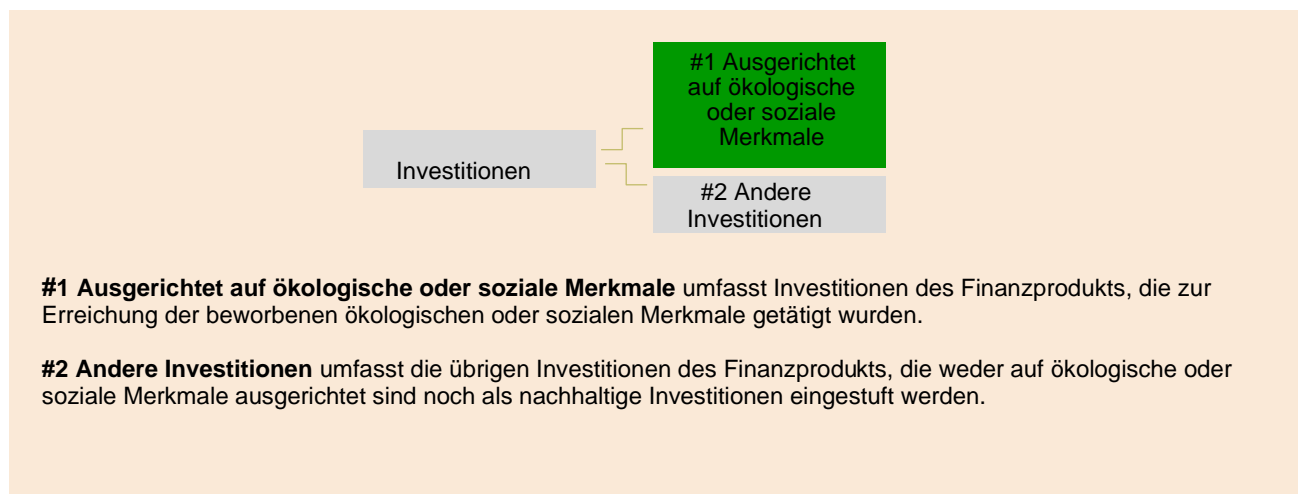 #1 Ausgerichtet
auf ökologische
oder soziale
Merkmale
Investitionen
#2 Andere
Investitionen
#1 Ausgerichtet auf ökologische oder soziale Merkmale umfasst Investitionen des Finanzprodukts, die zur
Erreichung der beworbenen ökologischen oder sozialen Merkmale getätigt wurden.
#2 Andere Investitionen umfasst die übrigen Investitionen des Finanzprodukts, die weder auf ökologische oder
soziale Merkmale ausgerichtet sind noch als nachhaltige Investitionen eingestuft werden.